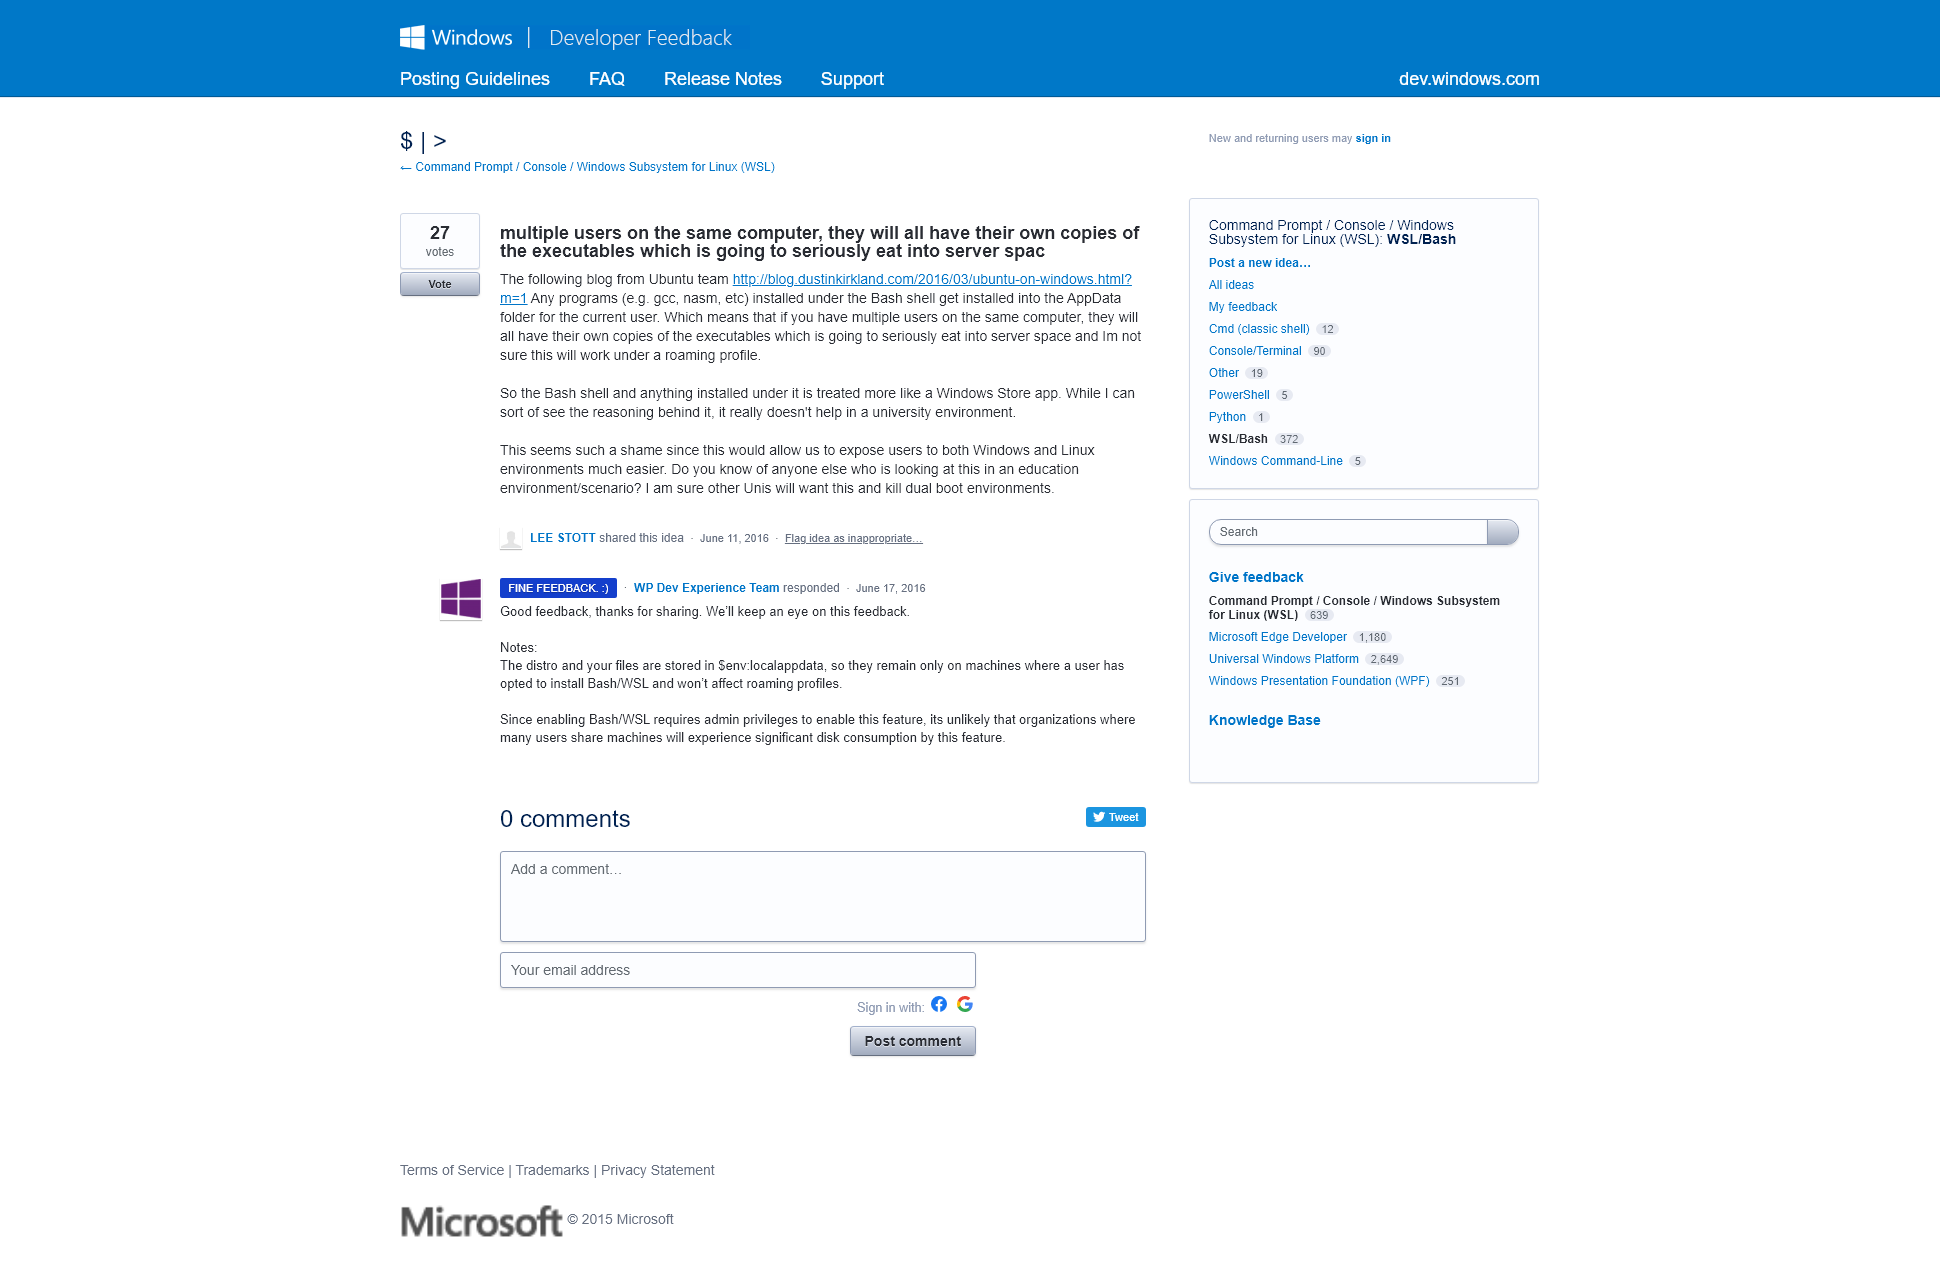 Windows | Developer Feedback
Posting Guidelines FAQ Release Notes Support dev.windows.com
$ | >
← Command Prompt / Console / Windows Subsystem for Linux (WSL)
New and returning users may sign in
27
votes
Vote
multiple users on the same computer, they will all have their own copies of
the executables which is going to seriously eat into server spac
The following blog from Ubuntu team http://blog.dustinkirkland.com/2016/03/ubuntu-on-windows.html?
m=1 Any programs (e.g. gcc, nasm, etc) installed under the Bash shell get installed into the AppData
folder for the current user. Which means that if you have multiple users on the same computer, they will
all have their own copies of the executables which is going to seriously eat into server space and Im not
sure this will work under a roaming profile.
So the Bash shell and anything installed under it is treated more like a Windows Store app. While I can
sort of see the reasoning behind it, it really doesn't help in a university environment.
This seems such a shame since this would allow us to expose users to both Windows and Linux
environments much easier. Do you know of anyone else who is looking at this in an education
environment/scenario? I am sure other Unis will want this and kill dual boot environments.
LEE STOTT shared this idea · June 11, 2016 · Flag idea as inappropriate…
FINE FEEDBACK. :) · WP Dev Experience Team responded · June 17, 2016
Good feedback, thanks for sharing. We’ll keep an eye on this feedback.
Notes:
The distro and your files are stored in $env:localappdata, so they remain only on machines where a user has
opted to install Bash/WSL and won’t affect roaming profiles.
Since enabling Bash/WSL requires admin privileges to enable this feature, its unlikely that organizations where
many users share machines will experience significant disk consumption by this feature.
0 comments
Tweet
Add a comment…
Your email address
Sign in with:
Post comment
Command Prompt / Console / Windows
Subsystem for Linux (WSL): WSL/Bash
Post a new idea…
All ideas
My feedback
Cmd (classic shell) 12
Console/Terminal 90
Other 19
PowerShell 5
Python 1
WSL/Bash 372
Windows Command-Line 5
Search
Give feedback
Command Prompt / Console / Windows Subsystem
for Linux (WSL) 639
Microsoft Edge Developer 1,180
Universal Windows Platform 2,649
Windows Presentation Foundation (WPF) 251
Knowledge Base
Terms of Service | Trademarks | Privacy Statement
Microsoft © 2015 Microsoft